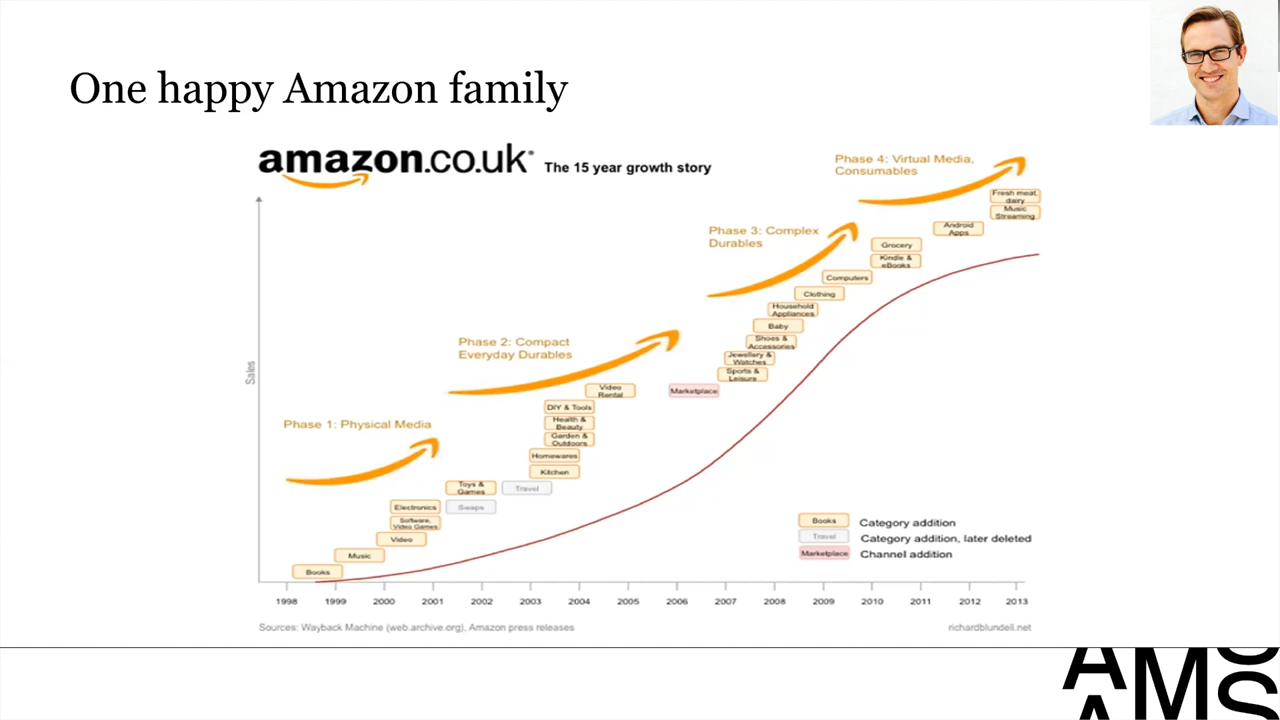 One happy Amazon family
amazon.co.uk
The 15 year growth story
Phase 4: Virtual Media,
Consumables
Fresh meat,
dairy
Music
Streaming
Android
Apps
Phase 3: Complex
Durables
Grocery
Kindle &
eBooks
Computers
Clothing
Household
Appliances
Baby
Shoes &
Accessories
Jewellery &
Watches
Sports &
Leisure
Marketplace
Phase 2: Compact
Everyday Durables
Video
Rental
DIY & Tools
Health &
Beauty
Garden &
Outdoors
Homewares
Kitchen
Phase 1: Physical Media
Toys &
Games
Travel
Electronics
Swaps
Software,
Video Games
Video
Music
Books
Sales
Books
Category addition
Travel
Category addition, later deleted
Marketplace
Channel addition
1998 1999 2000 2001 2002 2003 2004 2005 2006 2007 2008 2009 2010 2011 2012 2013
Sources: Wayback Machine (web.archive.org), Amazon press releases
richardblundell.net
AMS
AMS